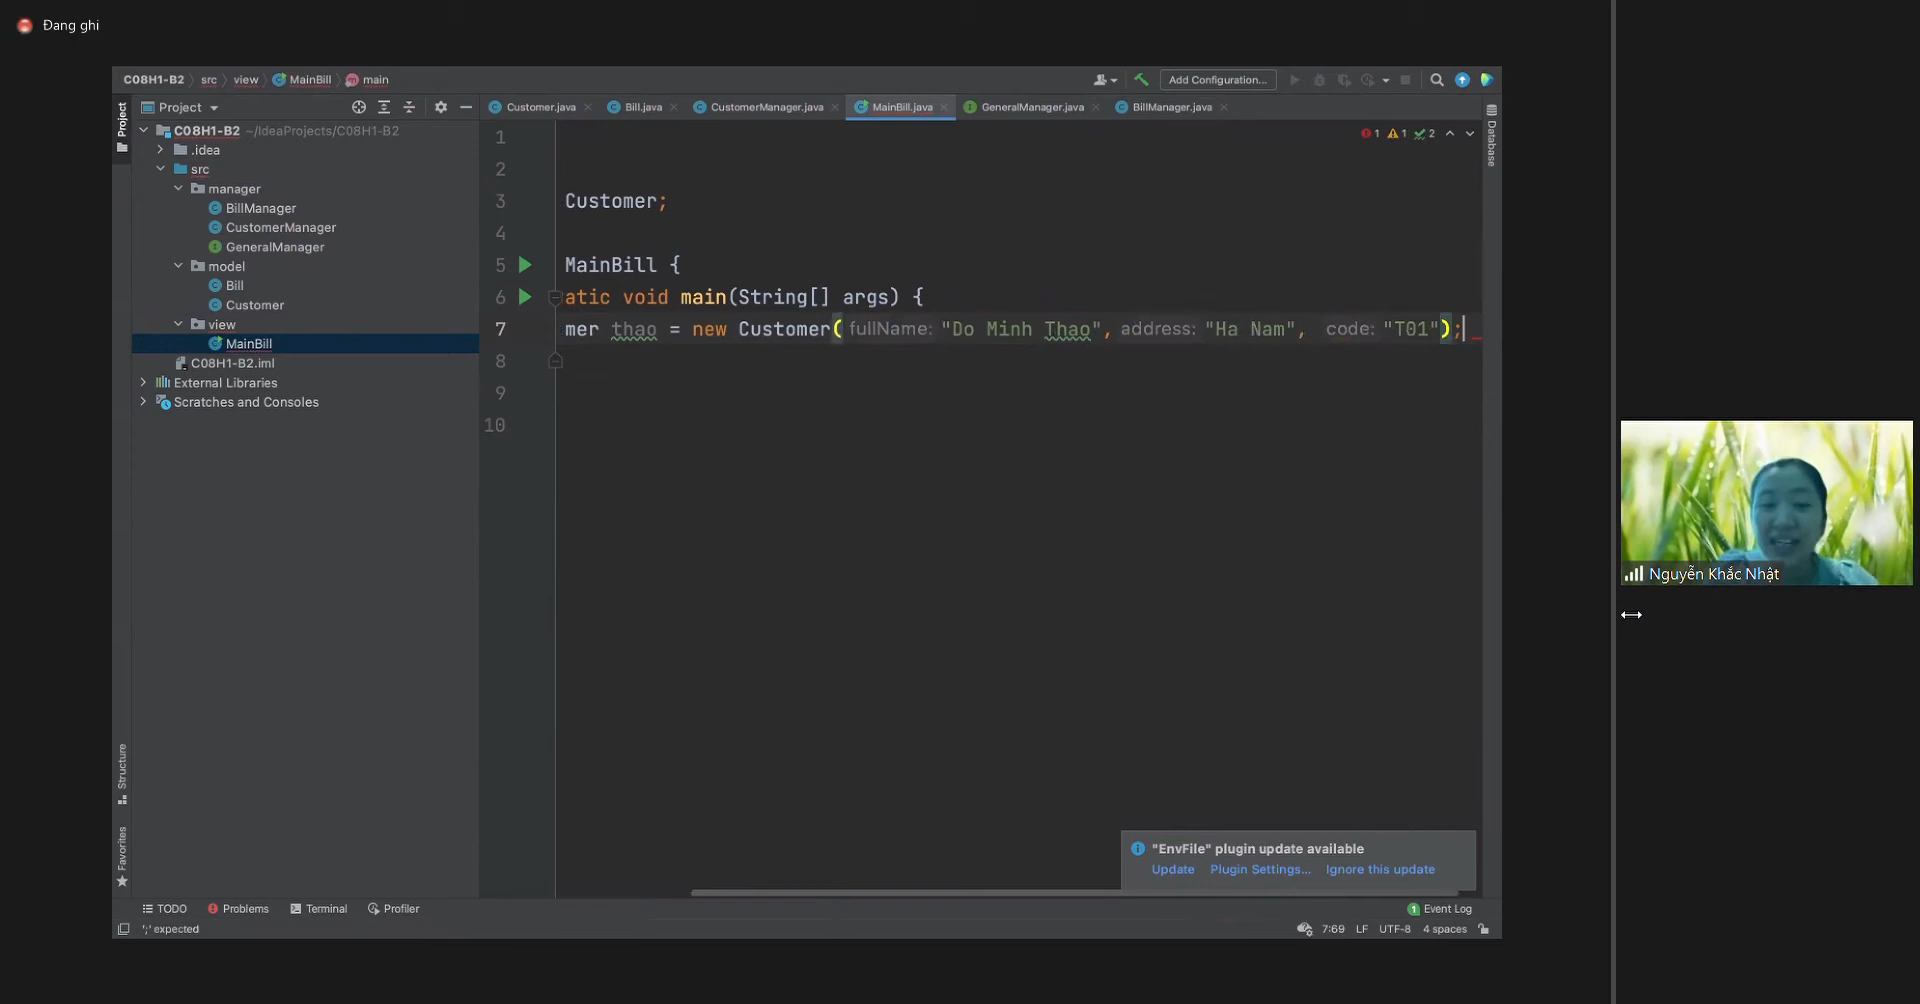 Đang ghi
C08H1-B2 src view MainBill main
Add Configuration...
Project
Customer.java Bill.java CustomerManager.java MainBill.java GeneralManager.java BillManager.java
Project
C08H1-B2 ~/IdeaProjects/C08H1-B2
.idea
src
manager
BillManager
CustomerManager
GeneralManager
model
Bill
Customer
view
MainBill
C08H1-B2.iml
External Libraries
Scratches and Consoles
1 1 2
1
2
3 Customer;
4
5 MainBill {
6 atic void main(String[] args) {
7 mer thao = new Customer( fullName: "Do Minh Thao", address: "Ha Nam", code: "T01");
8
9
10
Database
Nguyễn Khắc Nhật
Structure
Favorites
"EnvFile" plugin update available
Update Plugin Settings... Ignore this update
TODO Problems Terminal Profiler
1 Event Log
';' expected
7:69 LF UTF-8 4 spaces